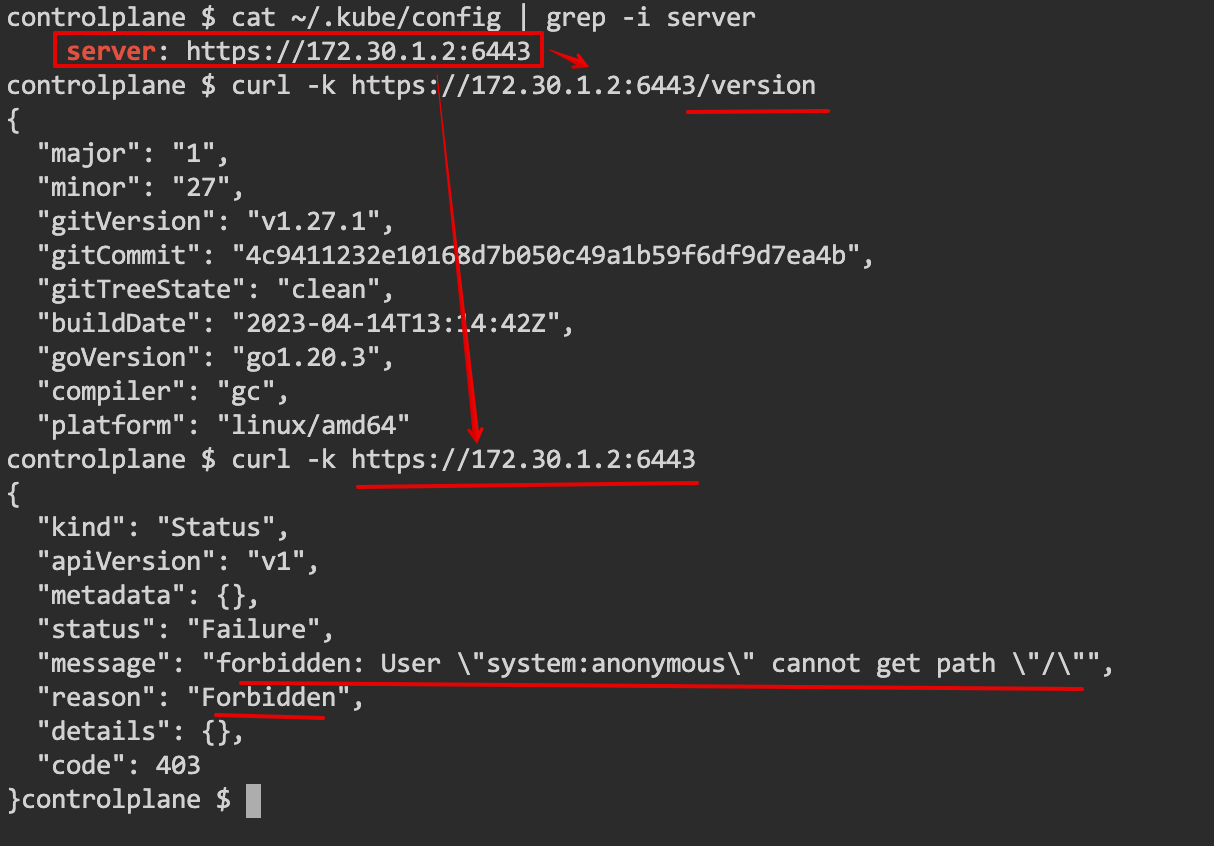 controlplane $ cat ~/.kube/config | grep -i server
    server: https://172.30.1.2:6443
controlplane $ curl -k https://172.30.1.2:6443/version
{
  "major": "1",
  "minor": "27",
  "gitVersion": "v1.27.1",
  "gitCommit": "4c9411232e10168d7b050c49a1b59f6df9d7ea4b",
  "gitTreeState": "clean",
  "buildDate": "2023-04-14T13:14:42Z",
  "goVersion": "go1.20.3",
  "compiler": "gc",
  "platform": "linux/amd64"
controlplane $ curl -k https://172.30.1.2:6443
{
  "kind": "Status",
  "apiVersion": "v1",
  "metadata": {},
  "status": "Failure",
  "message": "forbidden: User \"system:anonymous\" cannot get path \"/\"",
  "reason": "Forbidden",
  "details": {},
  "code": 403
}controlplane $